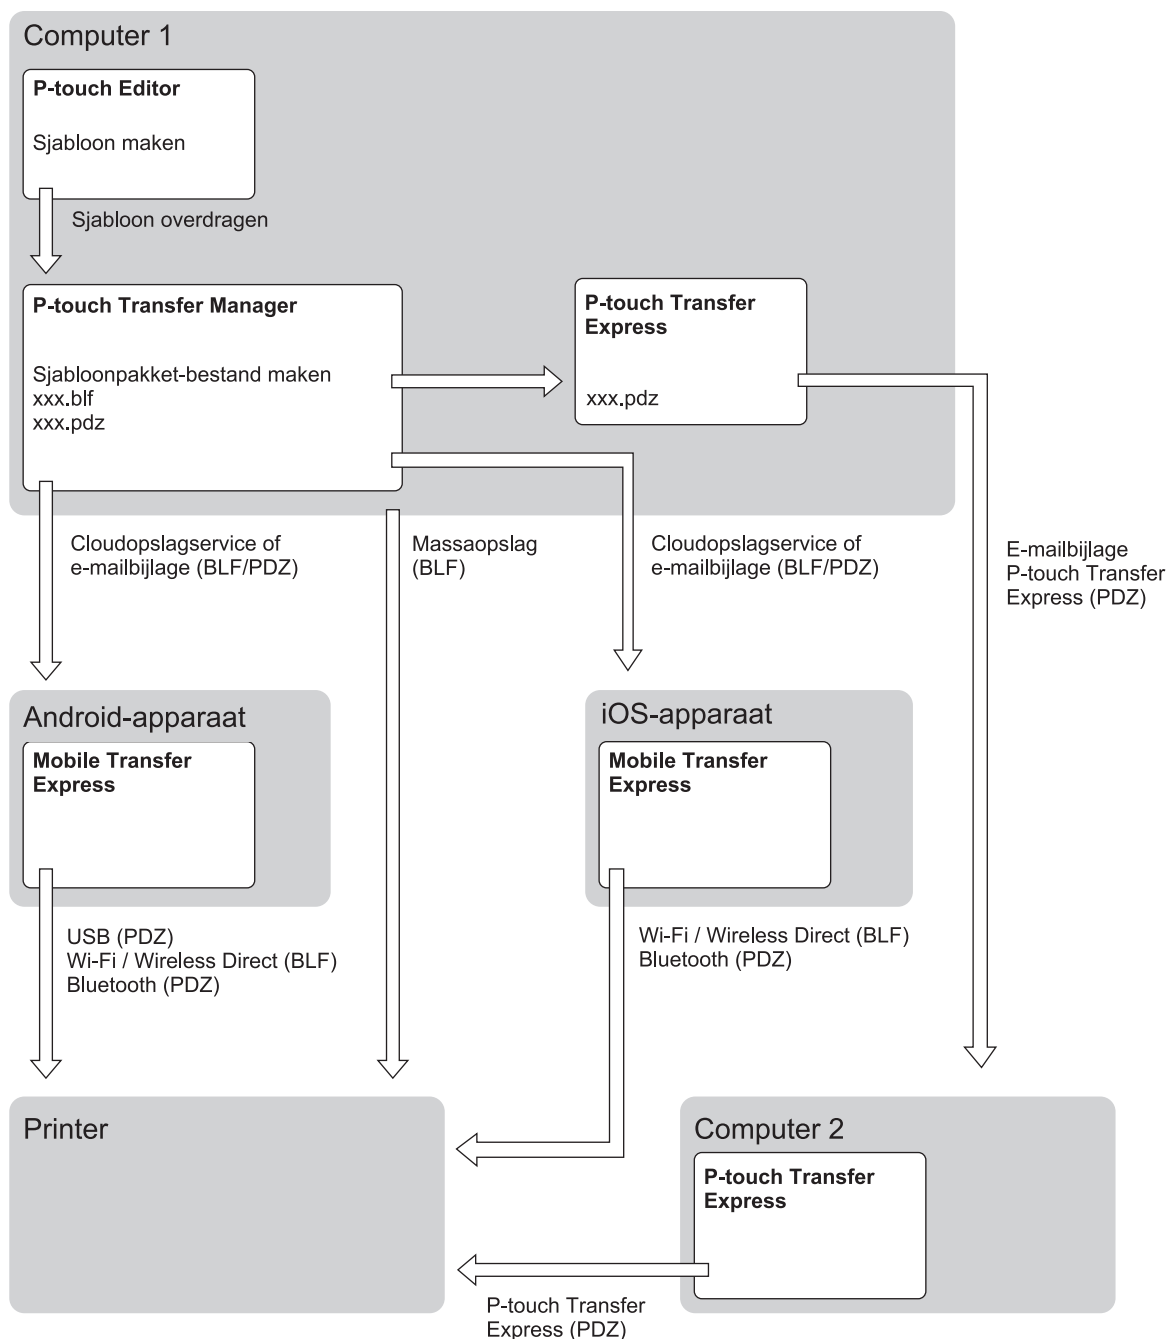 Computer 1
P-touch Editor
Sjabloon maken
Sjabloon overdragen
P-touch Transfer Manager
Sjabloonpakket-bestand maken
xxx.blf
xxx.pdz
P-touch Transfer
Express
xxx.pdz
Cloudopslagservice of
e-mailbijlage (BLF/PDZ)
Massaopslag
(BLF)
Cloudopslagservice of
e-mailbijlage (BLF/PDZ)
E-mailbijlage
P-touch Transfer
Express (PDZ)
Android-apparaat
Mobile Transfer
Express
iOS-apparaat
Mobile Transfer
Express
USB (PDZ)
Wi-Fi / Wireless Direct (BLF)
Bluetooth (PDZ)
Wi-Fi / Wireless Direct (BLF)
Bluetooth (PDZ)
Printer
Computer 2
P-touch Transfer
Express
P-touch Transfer
Express (PDZ)